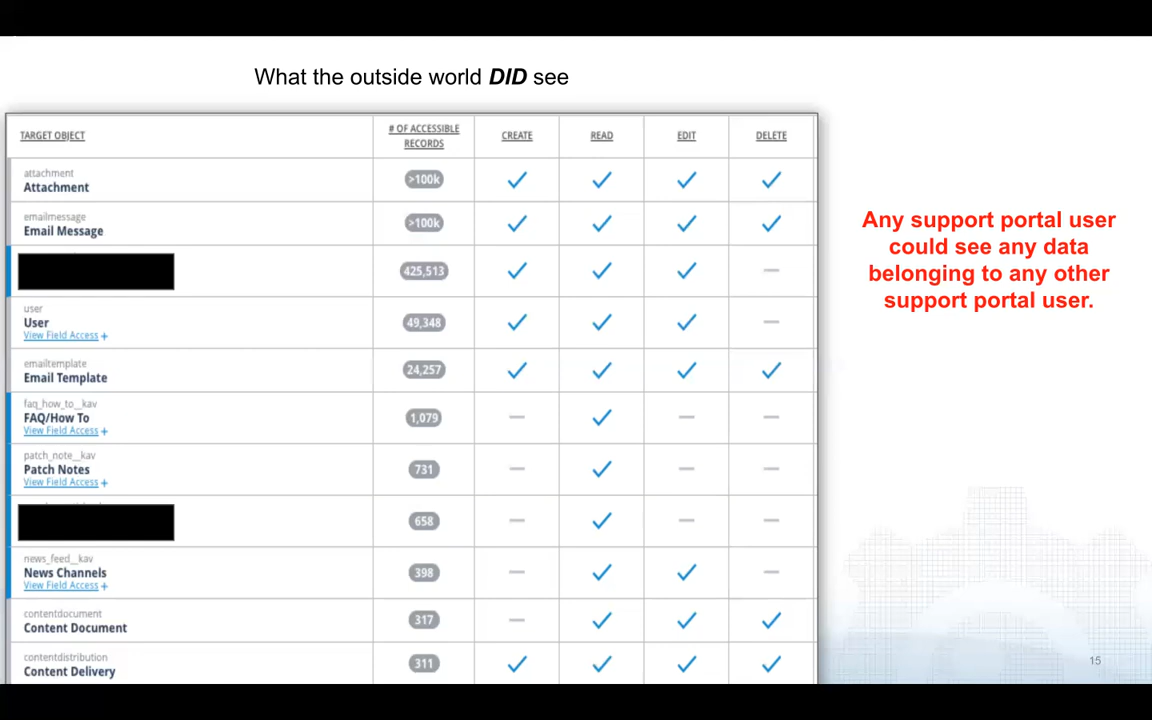 What the outside world DID see
TARGET OBJECT
# OF ACCESSIBLE
RECORDS
CREATE
READ
EDIT
DELETE
attachment
Attachment
>100k
emailmessage
Email Message
>100k
425,513
user
User
View Field Access +
49,348
emailtemplate
Email Template
24,257
faq_how_to__kav
FAQ/How To
View Field Access +
1,079
patch_note__kav
Patch Notes
View Field Access +
731
658
news_feed__kav
News Channels
View Field Access +
398
contentdocument
Content Document
317
contentdistribution
Content Delivery
311
Any support portal user
could see any data
belonging to any other
support portal user.
15